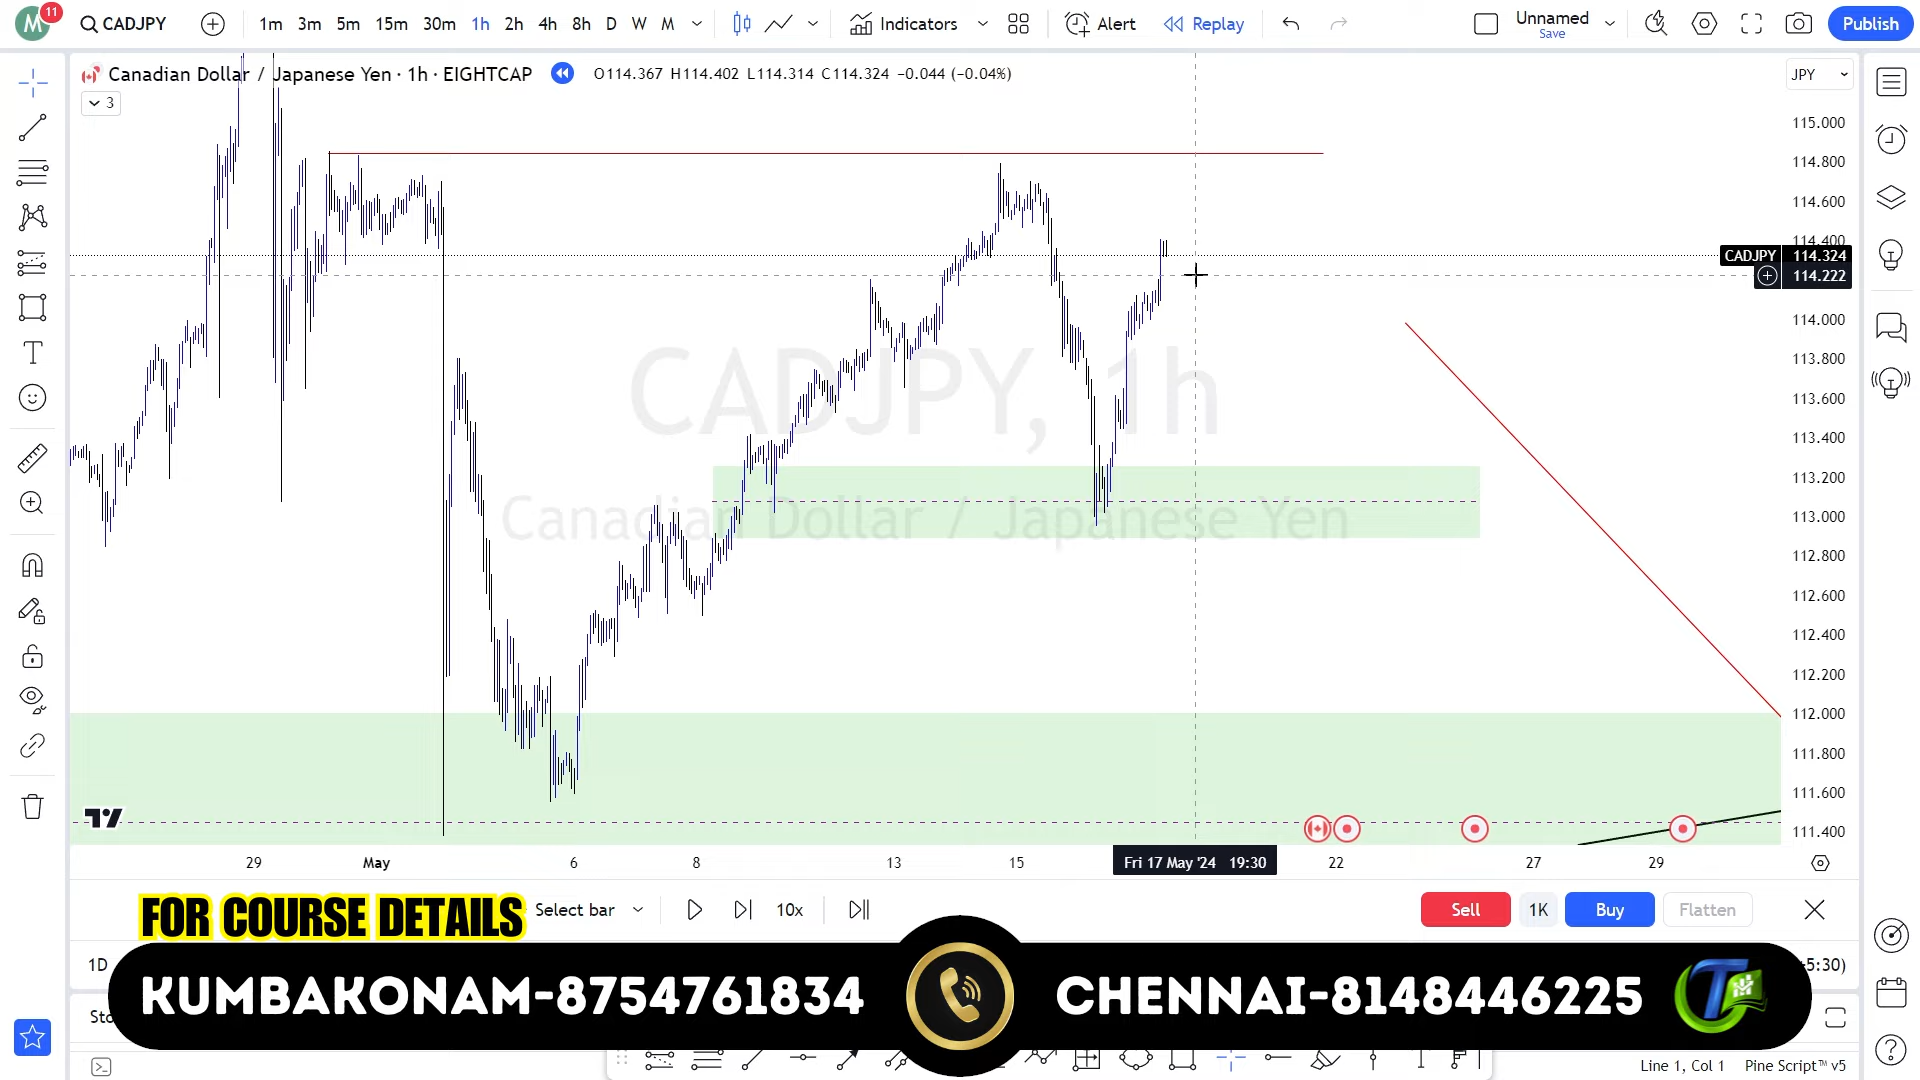 M 11 CADJPY 1m 3m 5m 15m 30m 1h 2h 4h 8h D W M Indicators Alert Replay Unnamed Save Publish
Canadian Dollar / Japanese Yen · 1h · EIGHTCAP O114.367 H114.402 L114.314 C114.324 −0.044 (−0.04%) JPY
3
115.000
114.800
114.600
114.400
CADJPY 114.324
114.222
114.000
113.800
CADJPY, 1h
113.600
113.400
113.200
Canadian Dollar / Japanese Yen
113.000
112.800
112.600
112.400
112.200
112.000
111.800
111.600
111.400
29 May 6 8 13 15 Fri 17 May '24 19:30 22 27 29
FOR COURSE DETAILS Select bar 10x Sell 1K Buy Flatten
1D 5:30)
KUMBAKONAM-8754761834 CHENNAI-8148446225
Line 1, Col 1 Pine Script™ v5